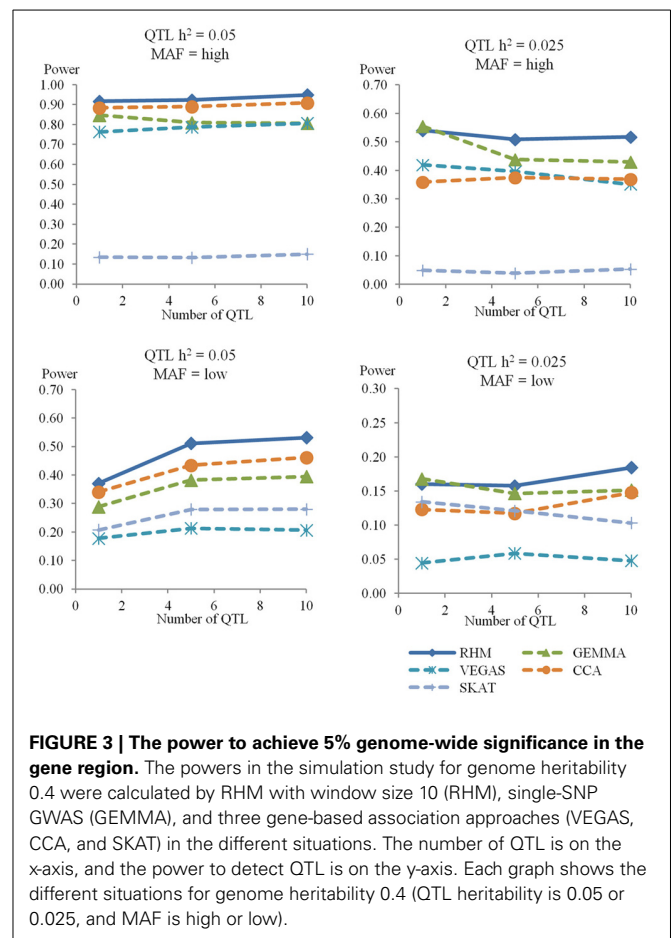 QTL h² = 0.05
MAF = high
Power
1.00
0.90
0.80
0.70
0.60
0.50
0.40
0.30
0.20
0.10
0.00
0 2 4 6 8 10
Number of QTL
QTL h² = 0.025
MAF = high
Power
0.70
0.60
0.50
0.40
0.30
0.20
0.10
0.00
0 2 4 6 8 10
Number of QTL
QTL h² = 0.05
MAF = low
Power
0.70
0.60
0.50
0.40
0.30
0.20
0.10
0.00
0 2 4 6 8 10
Number of QTL
QTL h² = 0.025
MAF = low
Power
0.30
0.25
0.20
0.15
0.10
0.05
0.00
0 2 4 6 8 10
Number of QTL
RHM GEMMA
VEGAS CCA
SKAT
FIGURE 3 | The power to achieve 5% genome-wide significance in the
gene region. The powers in the simulation study for genome heritability
0.4 were calculated by RHM with window size 10 (RHM), single-SNP
GWAS (GEMMA), and three gene-based association approaches (VEGAS,
CCA, and SKAT) in the different situations. The number of QTL is on the
x-axis, and the power to detect QTL is on the y-axis. Each graph shows the
different situations for genome heritability 0.4 (QTL heritability is 0.05 or
0.025, and MAF is high or low).